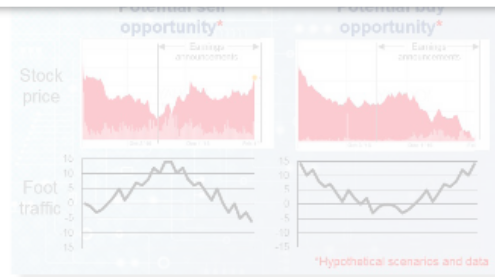 Potential sell
opportunity*
Potential buy
opportunity*
Earnings
announcements
Earnings
announcements
Stock
price
Foot
traffic
15
10
5
0
5
10
15
15
10
5
0
-5
-10
-15
*Hypothetical scenarios and data